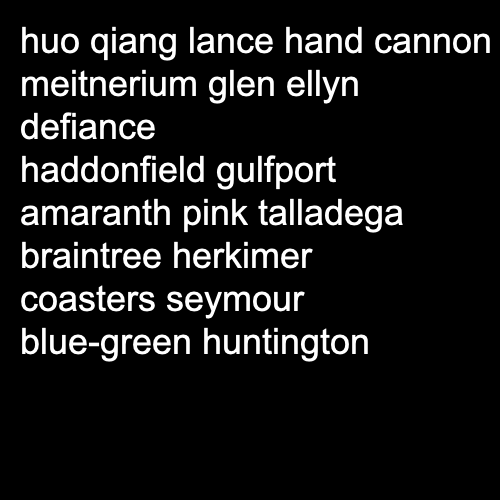 huo qiang lance hand cannon
meitnerium glen ellyn
defiance
haddonfield gulfport
amaranth pink talladega
braintree herkimer
coasters seymour
blue-green huntington